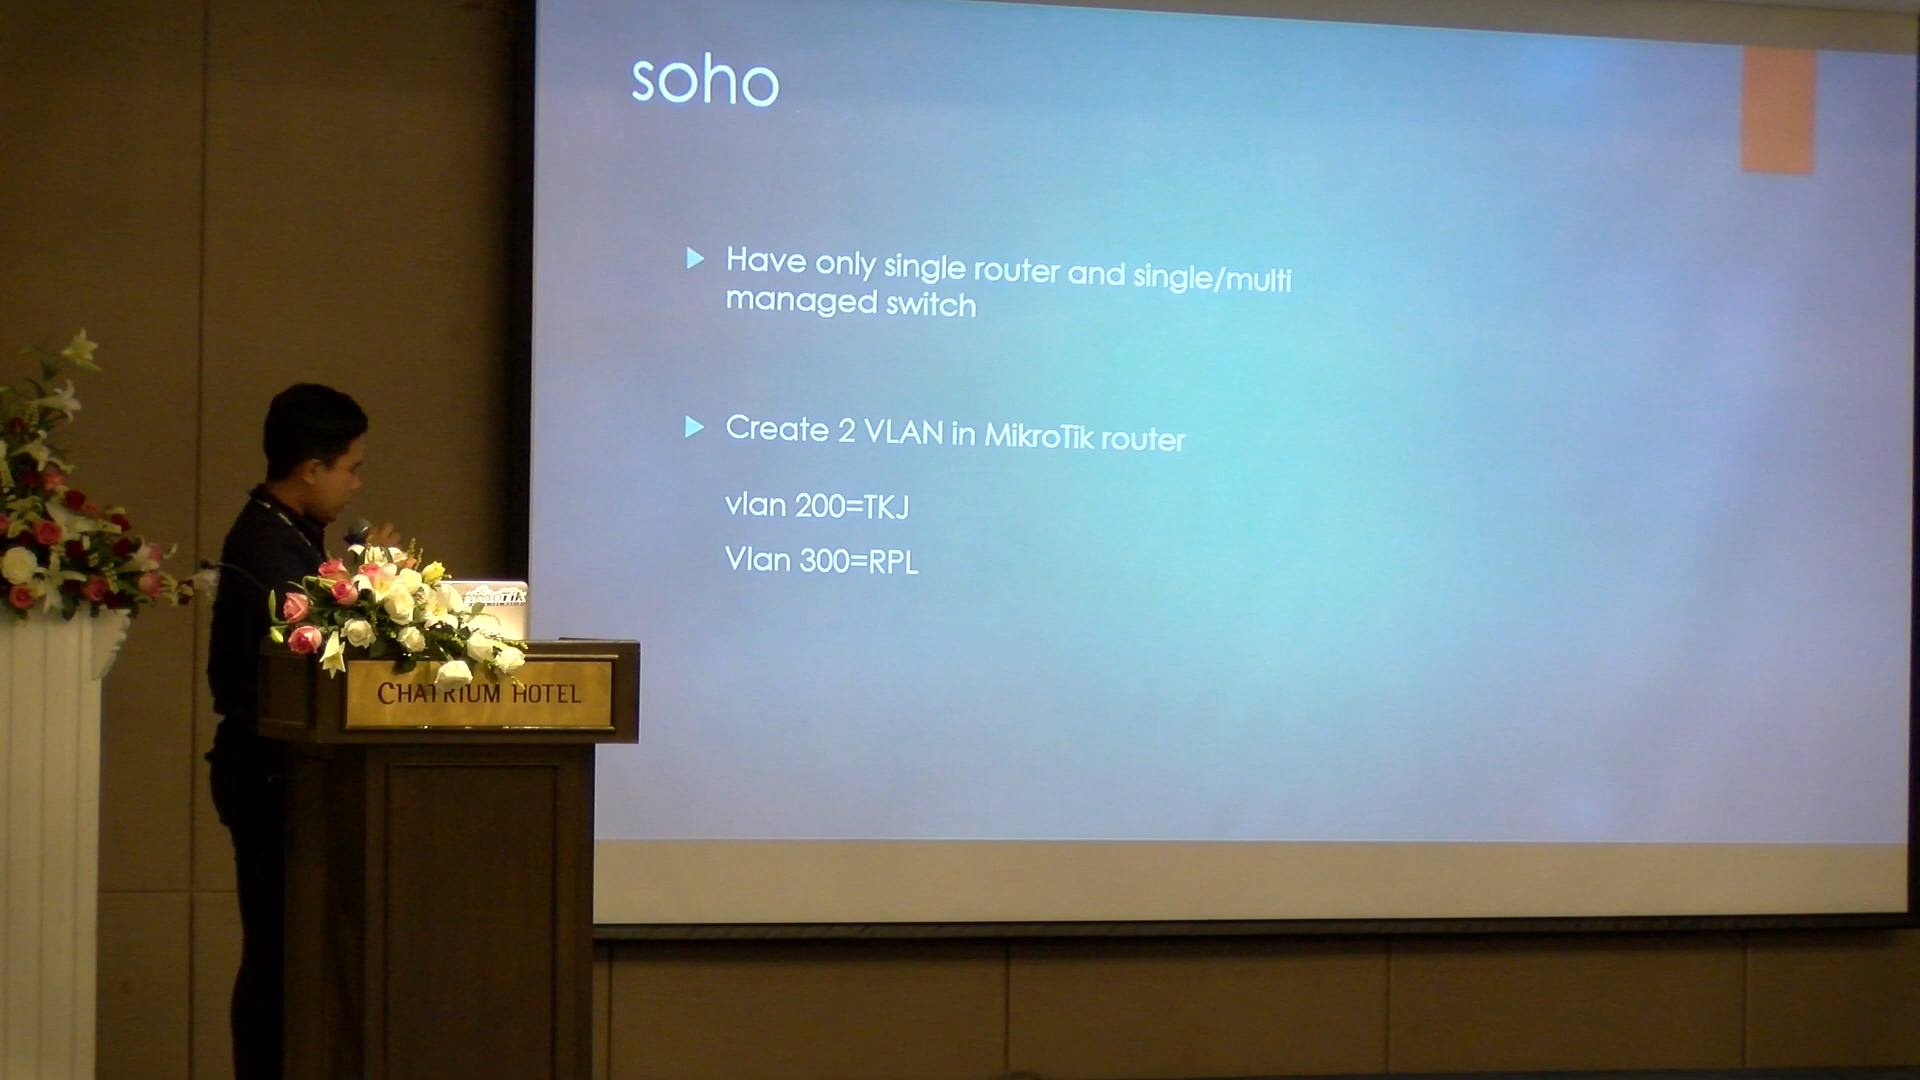 soho
Have only single router and single/multi
managed switch
Create 2 VLAN in MikroTik router
vlan 200=TKJ
Vlan 300=RPL
CHATRIUM HOTEL